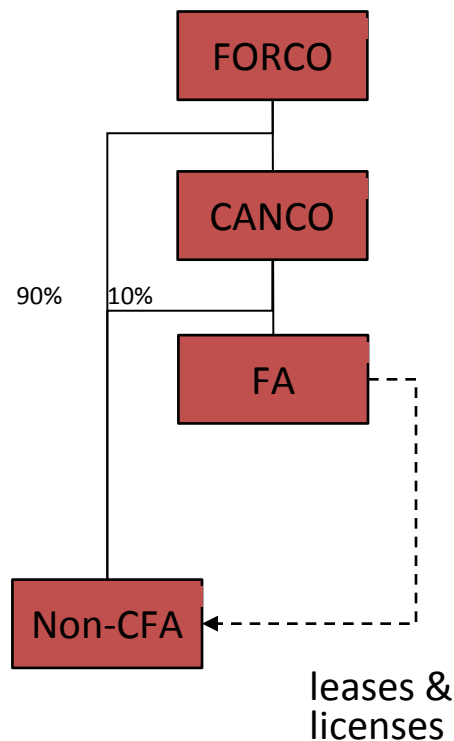 FORCO
CANCO
90% 10%
FA
Non-CFA
leases &
licenses